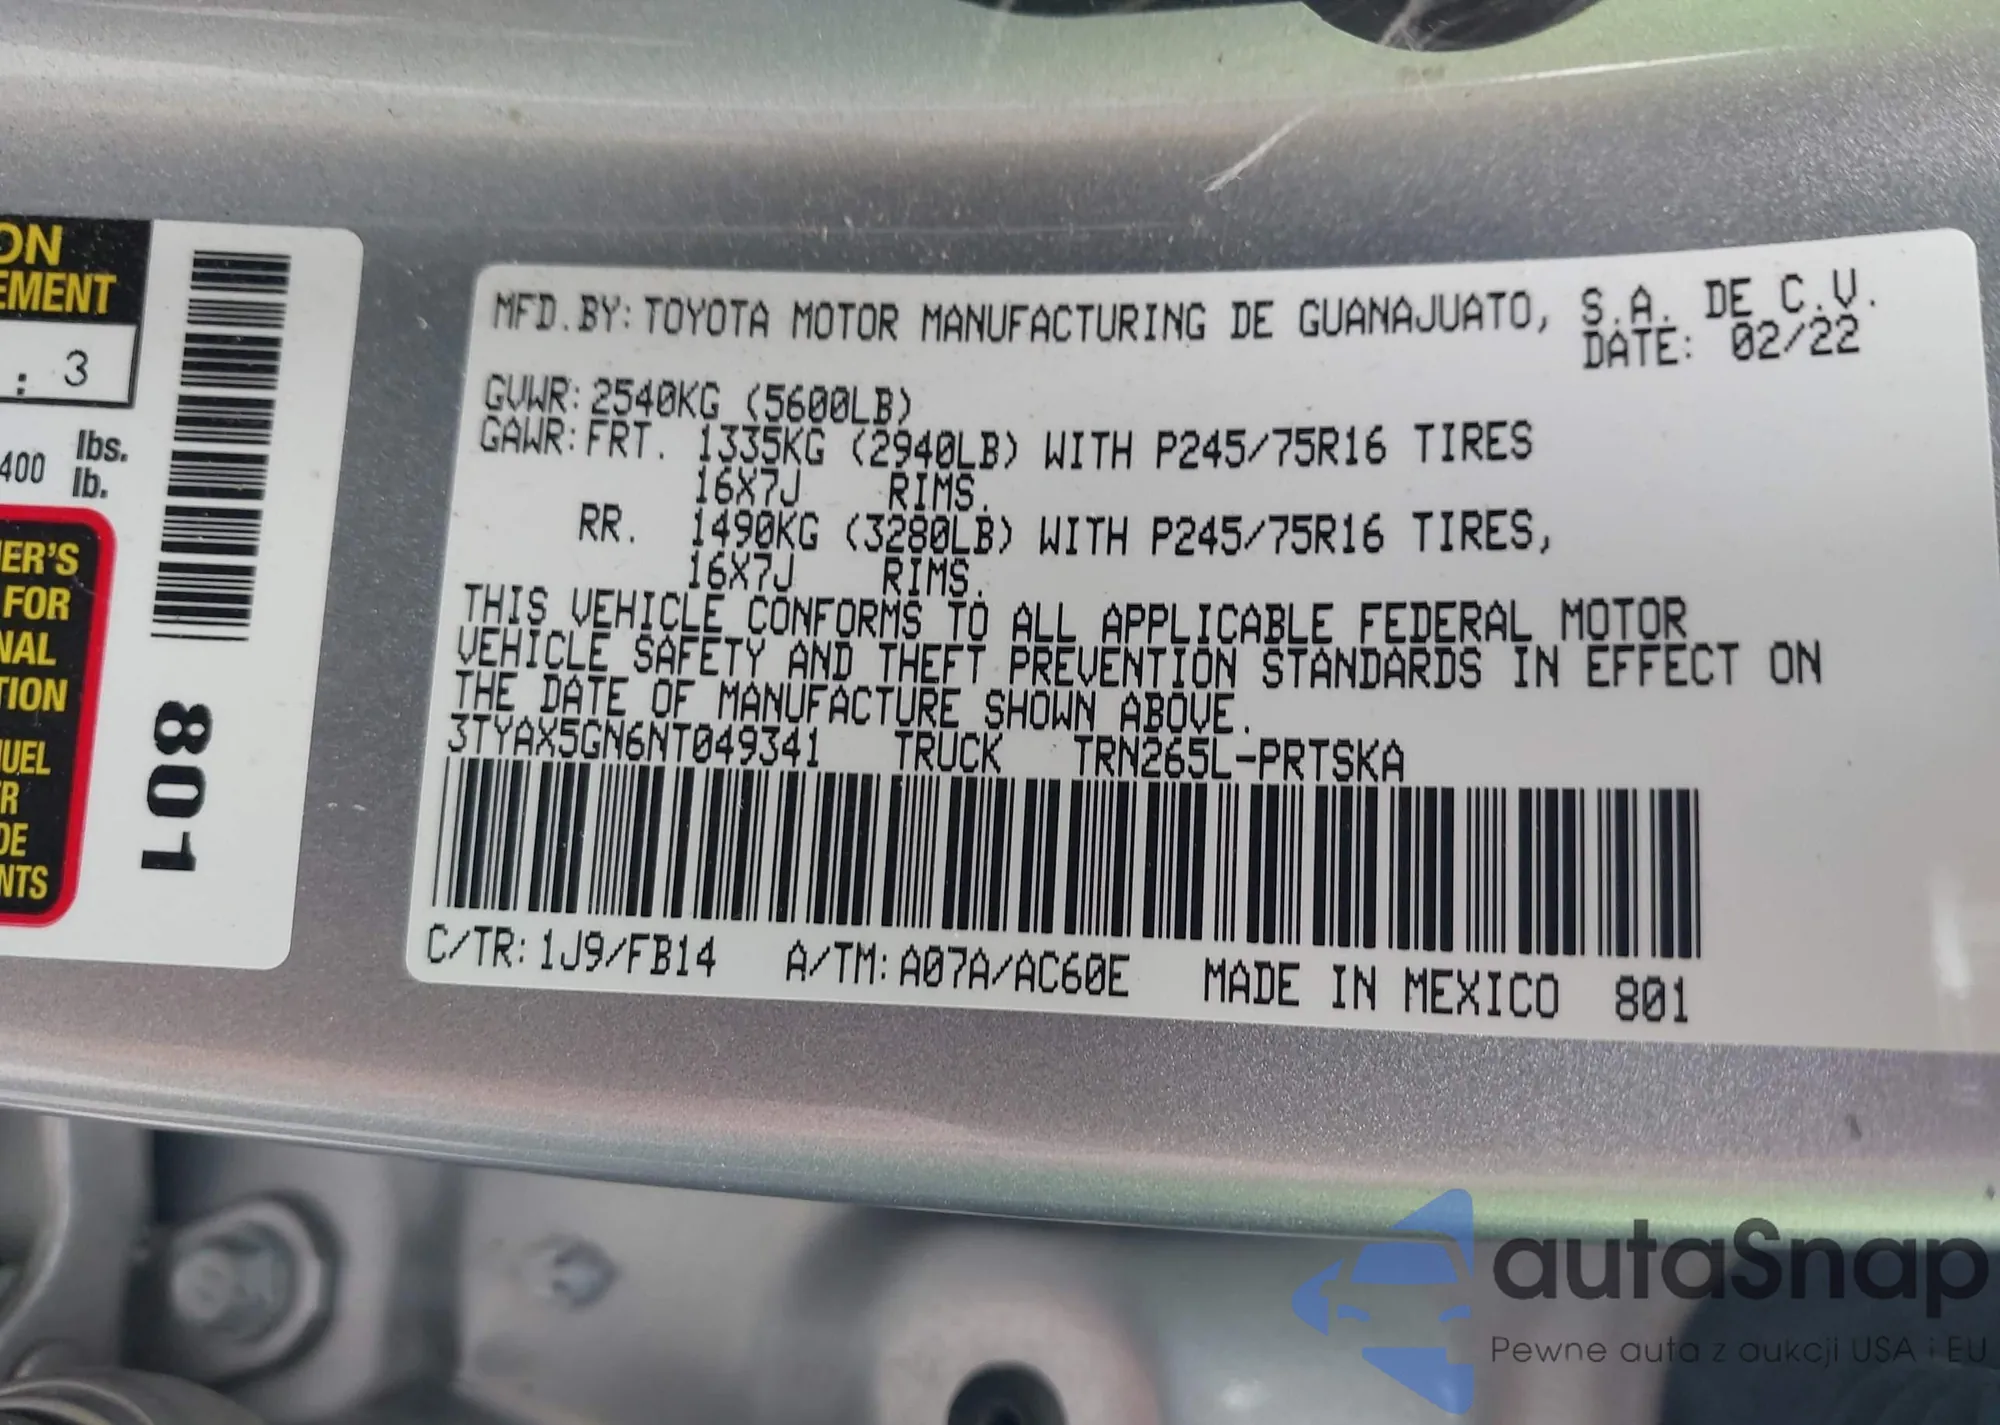 ON
EMENT
: 3
400 lbs.
lb.
ER'S
FOR
NAL
TION
UEL
R
DE
NTS
801
MFD.BY: TOYOTA MOTOR MANUFACTURING DE GUANAJUATO, S.A. DE C.V.
DATE: 02/22
GVWR: 2540KG (5600LB)
GAWR: FRT. 1335KG (2940LB) WITH P245/75R16 TIRES
16X7J RIMS.
RR. 1490KG (3280LB) WITH P245/75R16 TIRES,
16X7J RIMS.
THIS VEHICLE CONFORMS TO ALL APPLICABLE FEDERAL MOTOR
VEHICLE SAFETY AND THEFT PREVENTION STANDARDS IN EFFECT ON
THE DATE OF MANUFACTURE SHOWN ABOVE.
3TYAX5GN6NT049341 TRUCK TRN265L-PRTSKA
C/TR: 1J9/FB14 A/TM: A07A/AC60E MADE IN MEXICO 801
autaSnap
Pewne auta z aukcji USA i EU